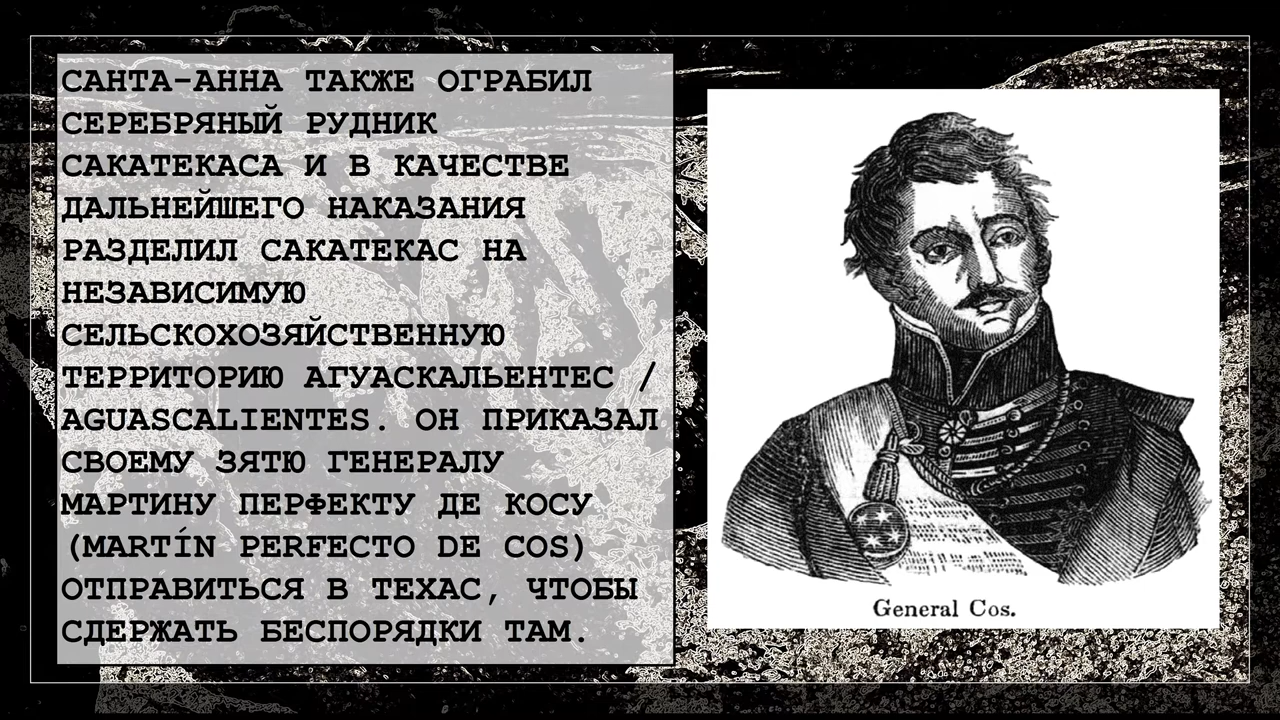 САНТА-АННА ТАКЖЕ ОГРАБИЛ
СЕРЕБРЯНЫЙ РУДНИК
САКАТЕКАСА И В КАЧЕСТВЕ
ДАЛЬНЕЙШЕГО НАКАЗАНИЯ
РАЗДЕЛИЛ САКАТЕКАС НА
НЕЗАВИСИМУЮ
СЕЛЬСКОХОЗЯЙСТВЕННУЮ
ТЕРРИТОРИЮ АГУАСКАЛЬЕНТЕС /
AGUASCALIENTES. ОН ПРИКАЗАЛ
СВОЕМУ ЗЯТЮ ГЕНЕРАЛУ
МАРТИНУ ПЕРФЕКТУ ДЕ КОСУ
(MARTÍN PERFECTO DE COS)
ОТПРАВИТЬСЯ В ТЕХАС, ЧТОБЫ
СДЕРЖАТЬ БЕСПОРЯДКИ ТАМ.
General Cos.